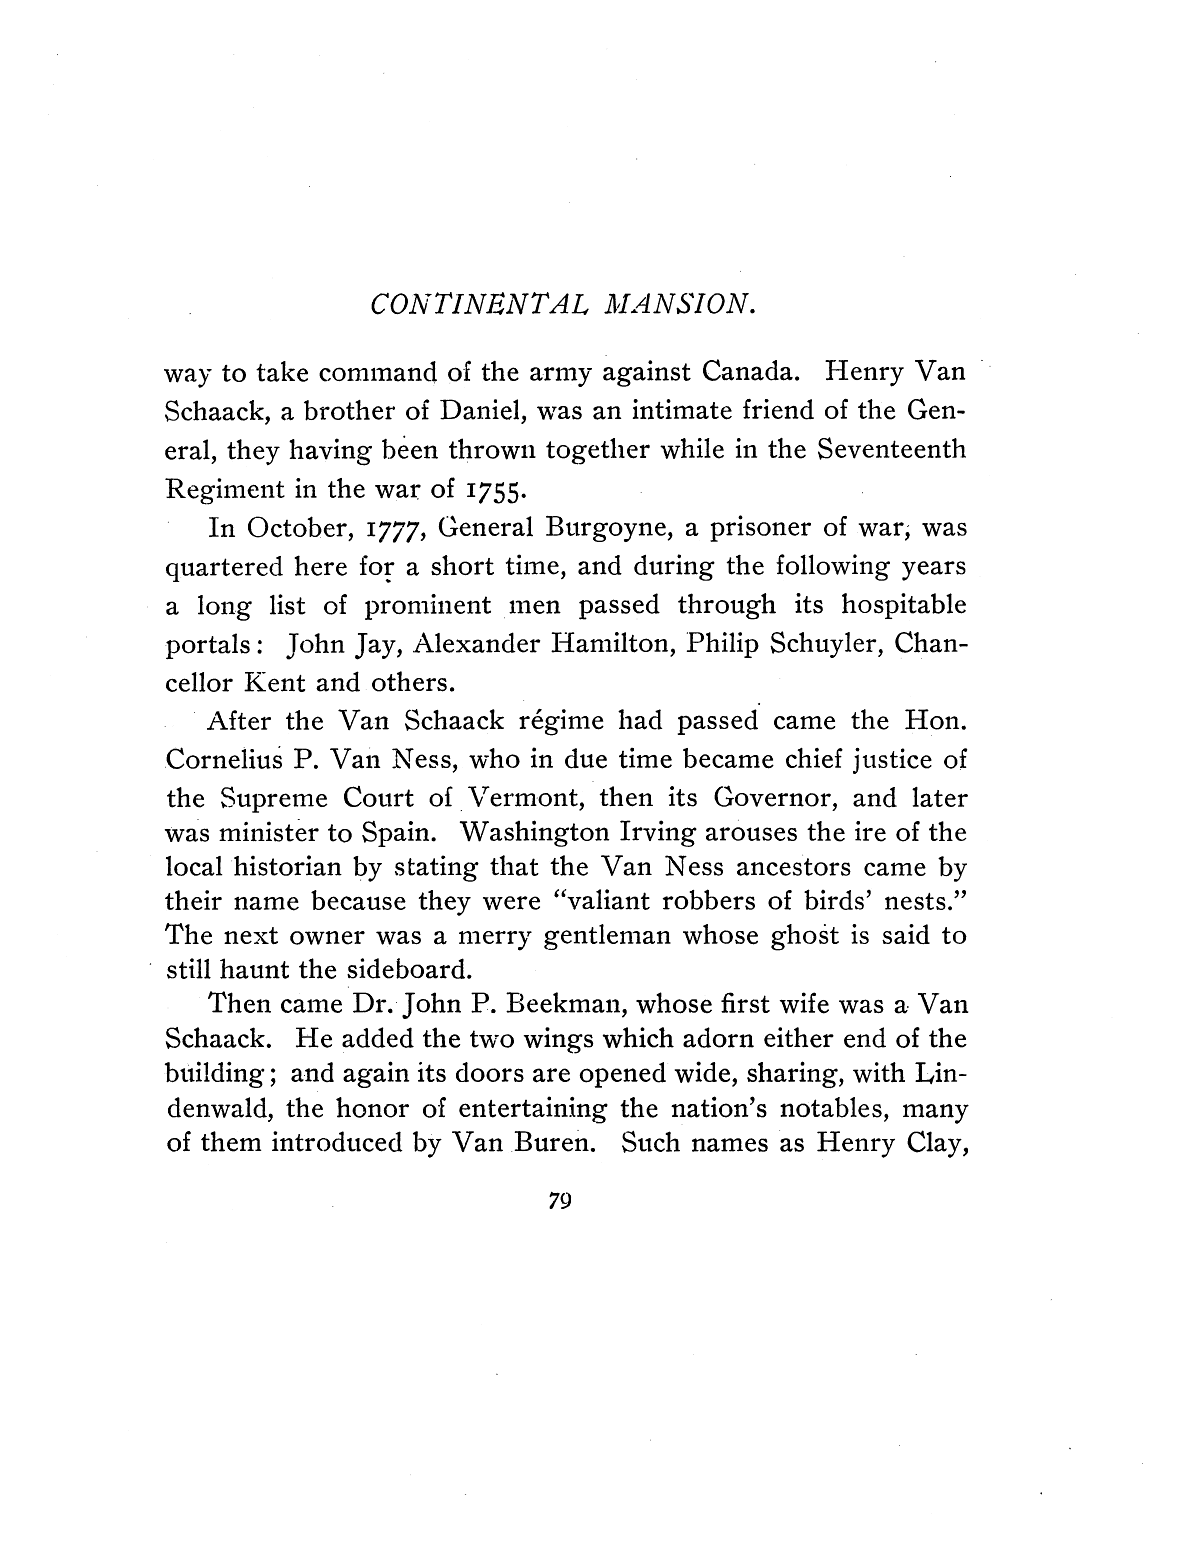 CONTINENTAL MANSION.
way to take command of the army against Canada. Henry Van
Schaack, a brother of Daniel, was an intimate friend of the Gen-
eral, they having been thrown together while in the Seventeenth
Regiment in the war of 1755.
In October, 1777, General Burgoyne, a prisoner of war, was
quartered here for a short time, and during the following years
a long list of prominent men passed through its hospitable
portals: John Jay, Alexander Hamilton, Philip Schuyler, Chan-
cellor Kent and others.
After the Van Schaack régime had passed came the Hon.
Cornelius P. Van Ness, who in due time became chief justice of
the Supreme Court of Vermont, then its Governor, and later
was minister to Spain. Washington Irving arouses the ire of the
local historian by stating that the Van Ness ancestors came by
their name because they were “valiant robbers of birds’ nests.”
The next owner was a merry gentleman whose ghost is said to
still haunt the sideboard.
Then came Dr. John P. Beekman, whose first wife was a Van
Schaack. He added the two wings which adorn either end of the
building; and again its doors are opened wide, sharing, with Lin-
denwald, the honor of entertaining the nation's notables, many
of them introduced by Van Buren. Such names as Henry Clay,
79